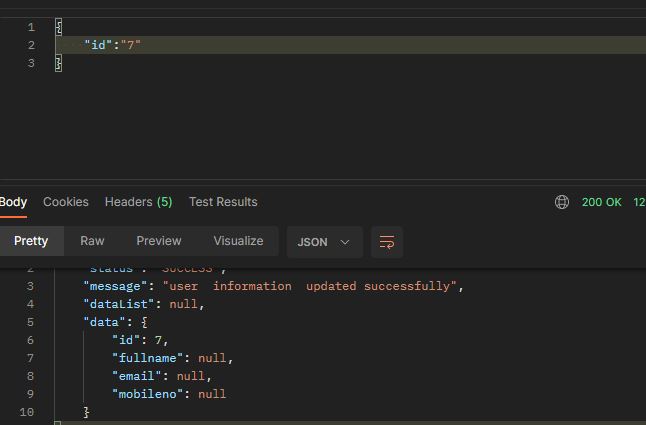 1 {
2 "id":"7"
3 }
Body Cookies Headers (5) Test Results 200 OK 12
Pretty Raw Preview Visualize JSON
2 "status": "SUCCESS",
3 "message": "user  information  updated successfully",
4 "dataList": null,
5 "data": {
6 "id": 7,
7 "fullname": null,
8 "email": null,
9 "mobileno": null
10 }